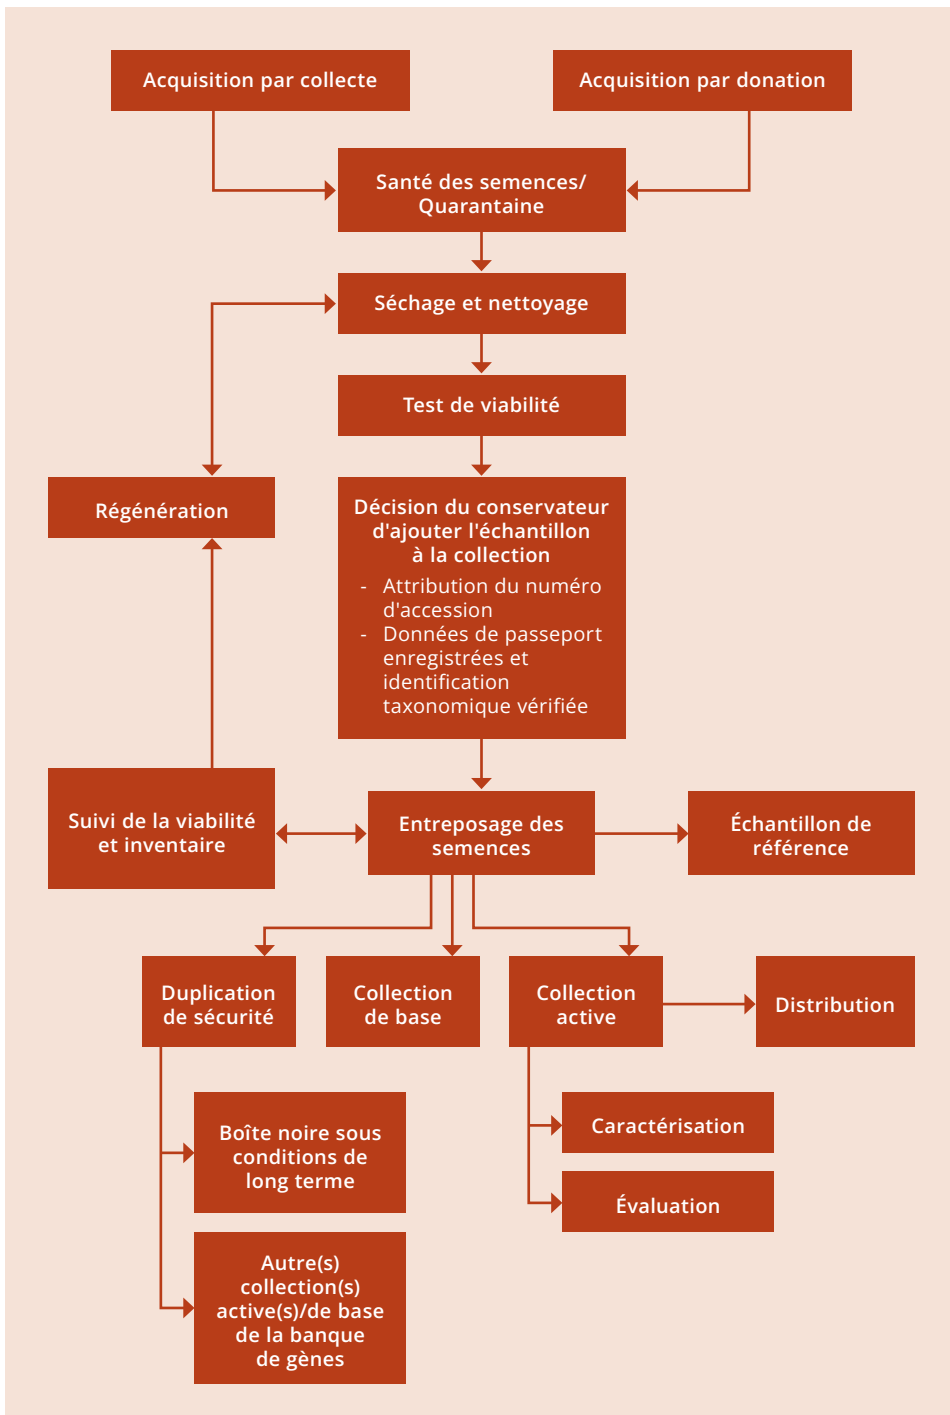 Acquisition par collecte
Acquisition par donation
Santé des semences/
Quarantaine
Séchage et nettoyage
Test de viabilité
Régénération
Décision du conservateur
d'ajouter l'échantillon
à la collection
- Attribution du numéro
d'accession
- Données de passeport
enregistrées et
identification
taxonomique vérifiée
Suivi de la viabilité
et inventaire
Entreposage des
semences
Échantillon de
référence
Duplication
de sécurité
Collection
de base
Collection
active
Distribution
Boîte noire sous
conditions de
long terme
Caractérisation
Évaluation
Autre(s)
collection(s)
active(s)/de base
de la banque
de gènes